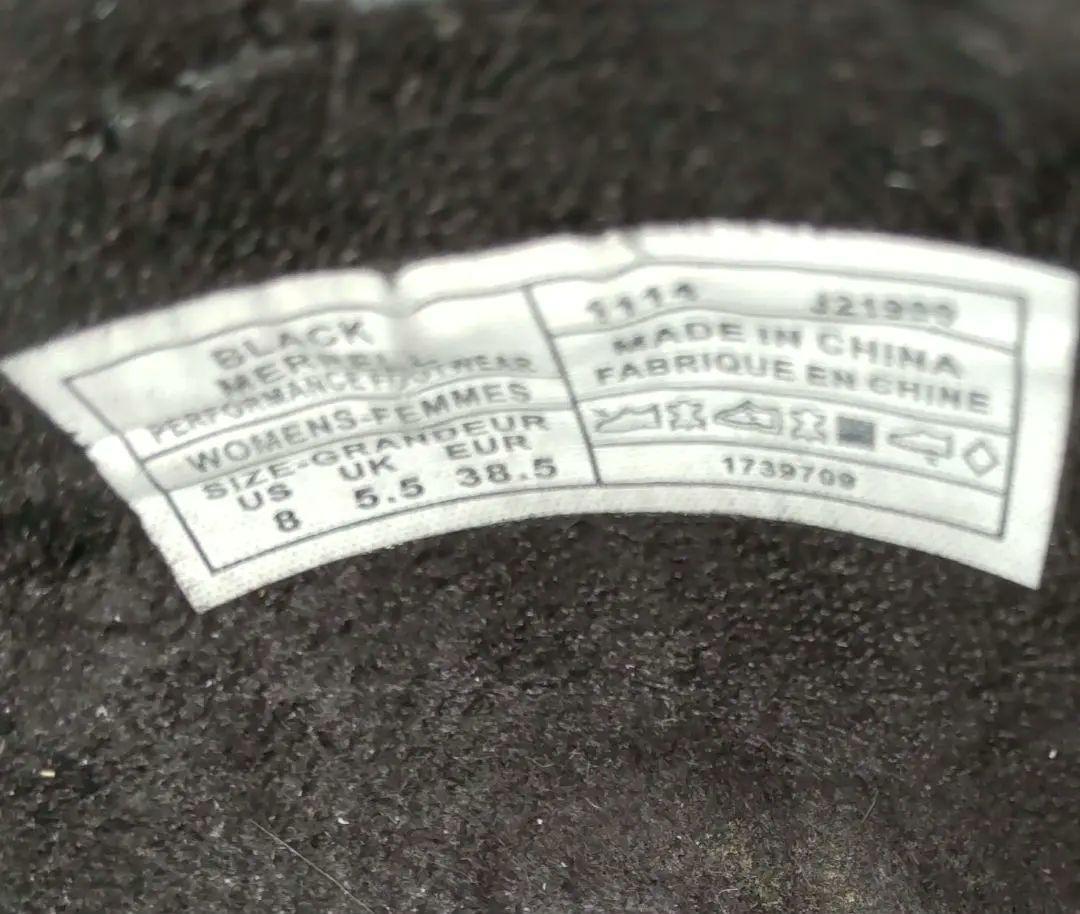 BLACK
MERRELL
PERFORMANCE FOOTWEAR
WOMENS-FEMMES
SIZE-GRANDEUR
US UK EUR
8 5.5 38.5
1114
MADE IN CHINA
FABRIQUE EN CHINE
1739709